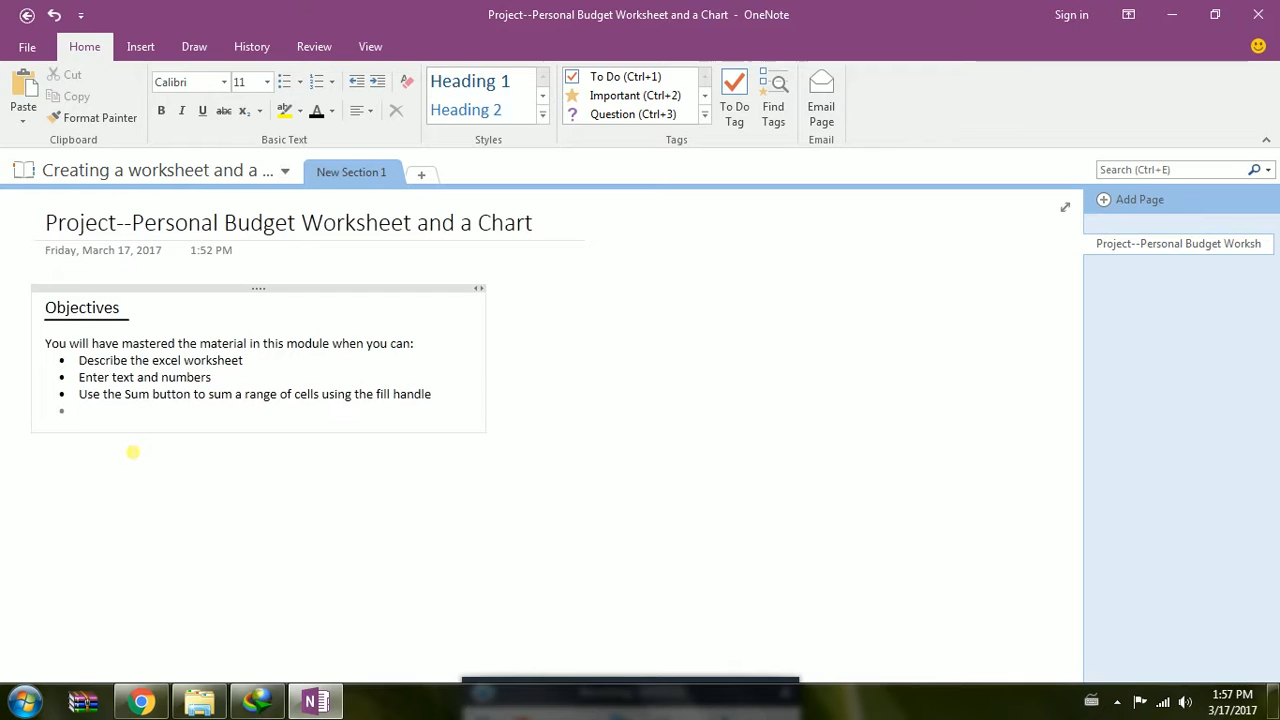 Project--Personal Budget Worksheet and a Chart - OneNote
Sign in
File Home Insert Draw History Review View
Paste
Cut
Copy
Format Painter
Clipboard
Calibri 11
B I U abc X₂ A
Basic Text
Heading 1
Heading 2
Styles
To Do (Ctrl+1)
Important (Ctrl+2)
? Question (Ctrl+3)
To Do
Tag
Find
Tags
Tags
Email
Page
Email
Creating a worksheet and a ...
New Section 1
Search (Ctrl+E)
Project--Personal Budget Worksheet and a Chart
Friday, March 17, 2017 1:52 PM
Add Page
Project--Personal Budget Worksh
Objectives
You will have mastered the material in this module when you can:
• Describe the excel worksheet
• Enter text and numbers
• Use the Sum button to sum a range of cells using the fill handle
•
1:57 PM
3/17/2017